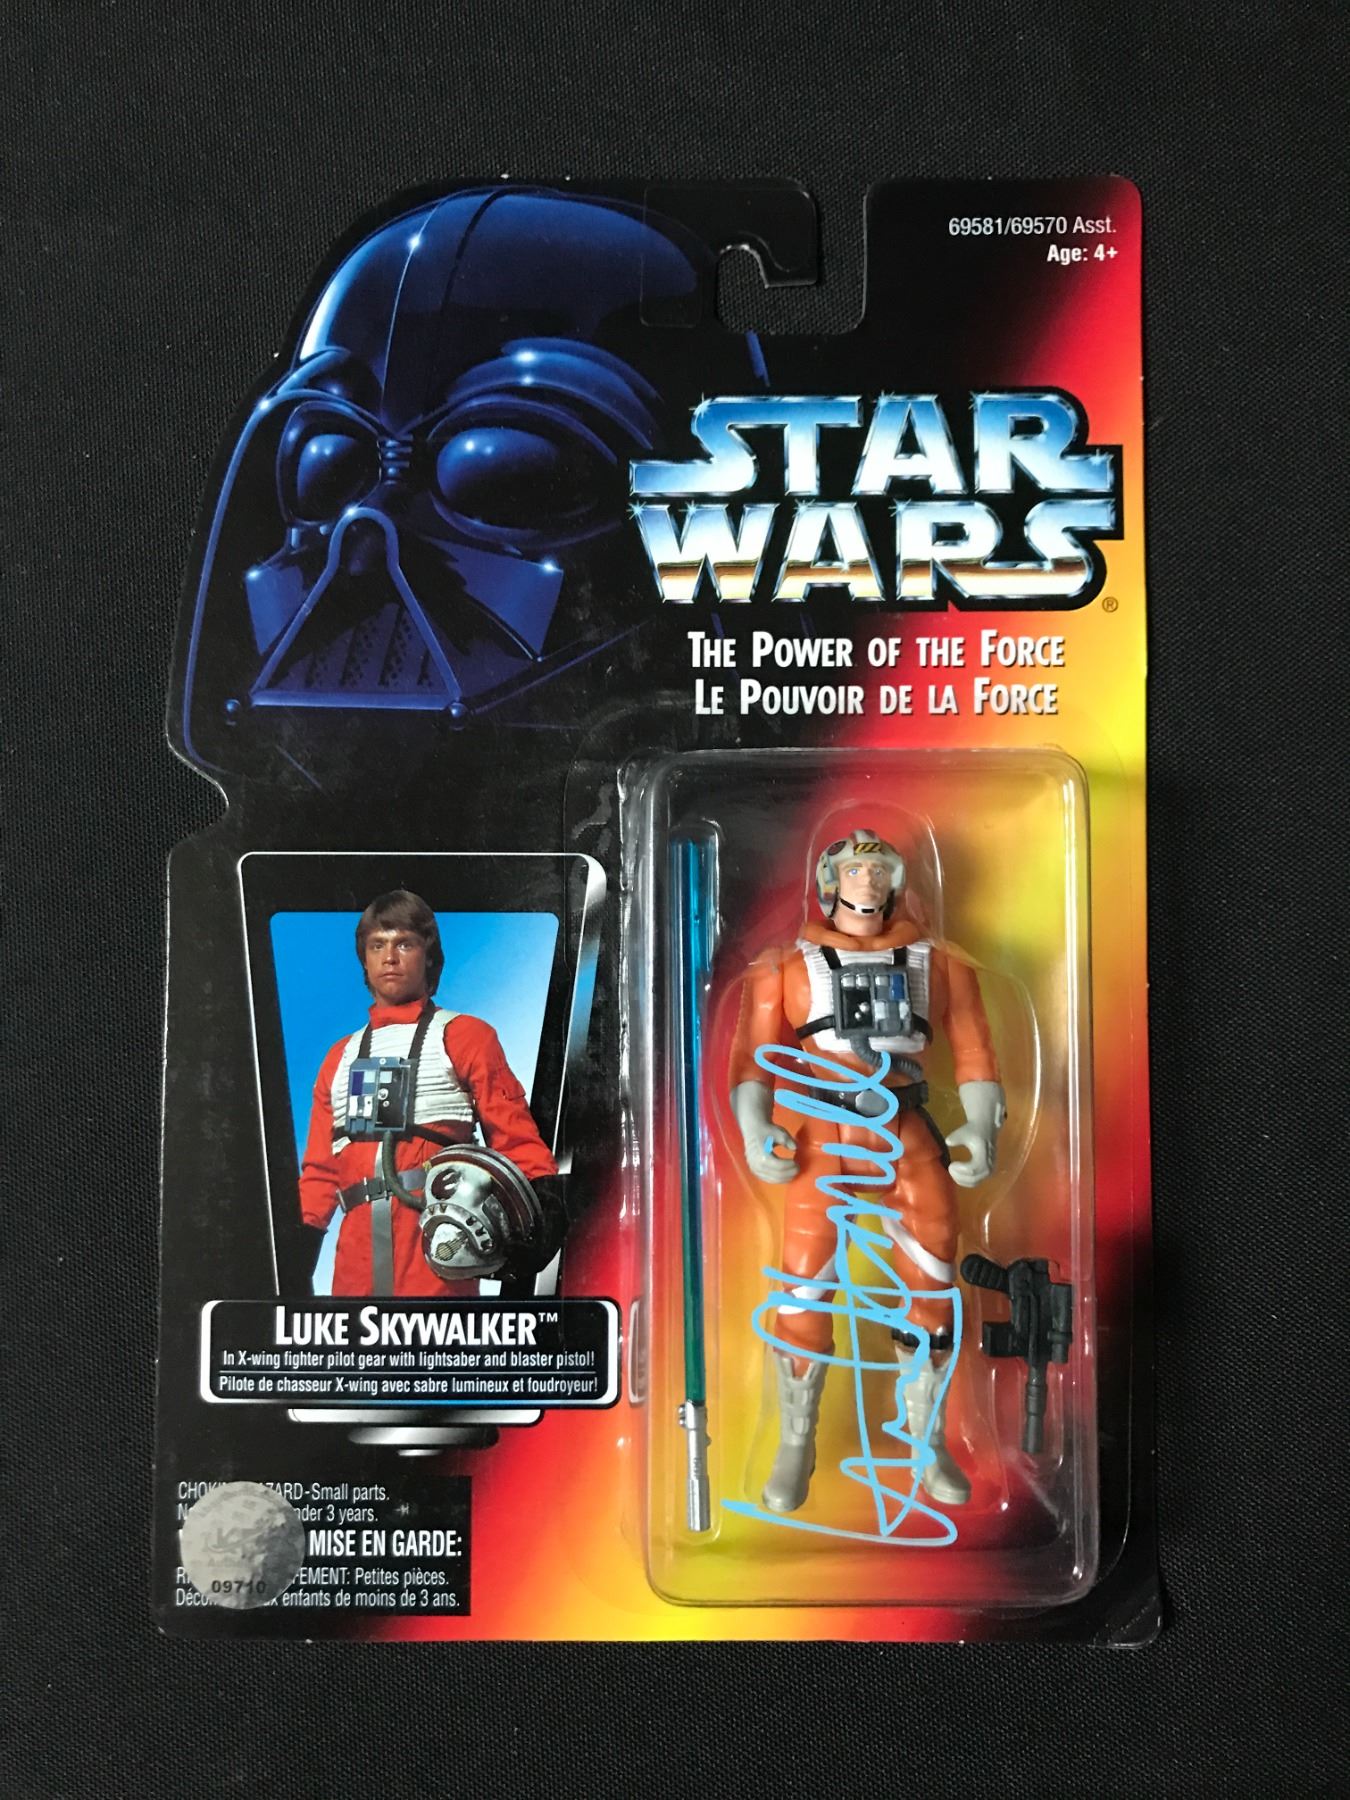 69581/69570 Asst.
Age: 4+
STAR
WARS®
THE POWER OF THE FORCE
LE POUVOIR DE LA FORCE
LUKE SKYWALKER™
In X-wing fighter pilot gear with lightsaber and blaster pistol!
Pilote de chasseur X-wing avec sabre lumineux et foudroyeur!
-Small parts.
3 years.
MISE EN GARDE:
Petites pièces.
enfants de moins de 3 ans.
09710